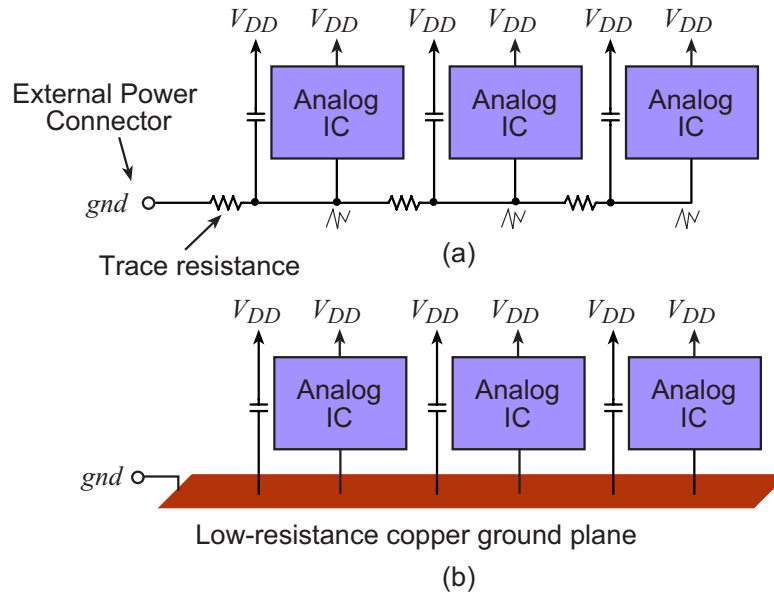 V_DD V_DD V_DD V_DD V_DD V_DD
External Power
Connector
Analog
IC
Analog
IC
Analog
IC
gnd
Trace resistance
(a)
V_DD V_DD V_DD V_DD V_DD V_DD
Analog
IC
Analog
IC
Analog
IC
gnd
Low-resistance copper ground plane
(b)